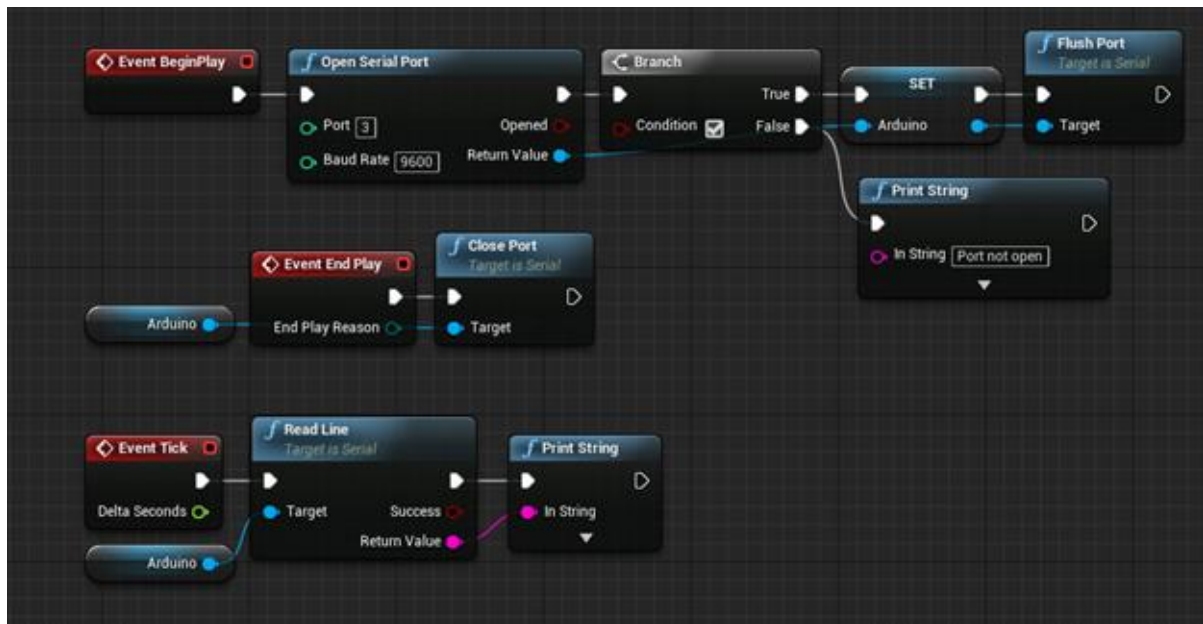 Event BeginPlay
Open Serial Port
Port 3
Opened
Baud Rate 9600
Return Value
Branch
True
Condition
False
SET
Arduino
Flush Port
Target is Serial
Target
Print String
In String Port not open
Event End Play
End Play Reason
Arduino
Close Port
Target is Serial
Target
Event Tick
Delta Seconds
Arduino
Read Line
Target is Serial
Target
Success
Return Value
Print String
In String